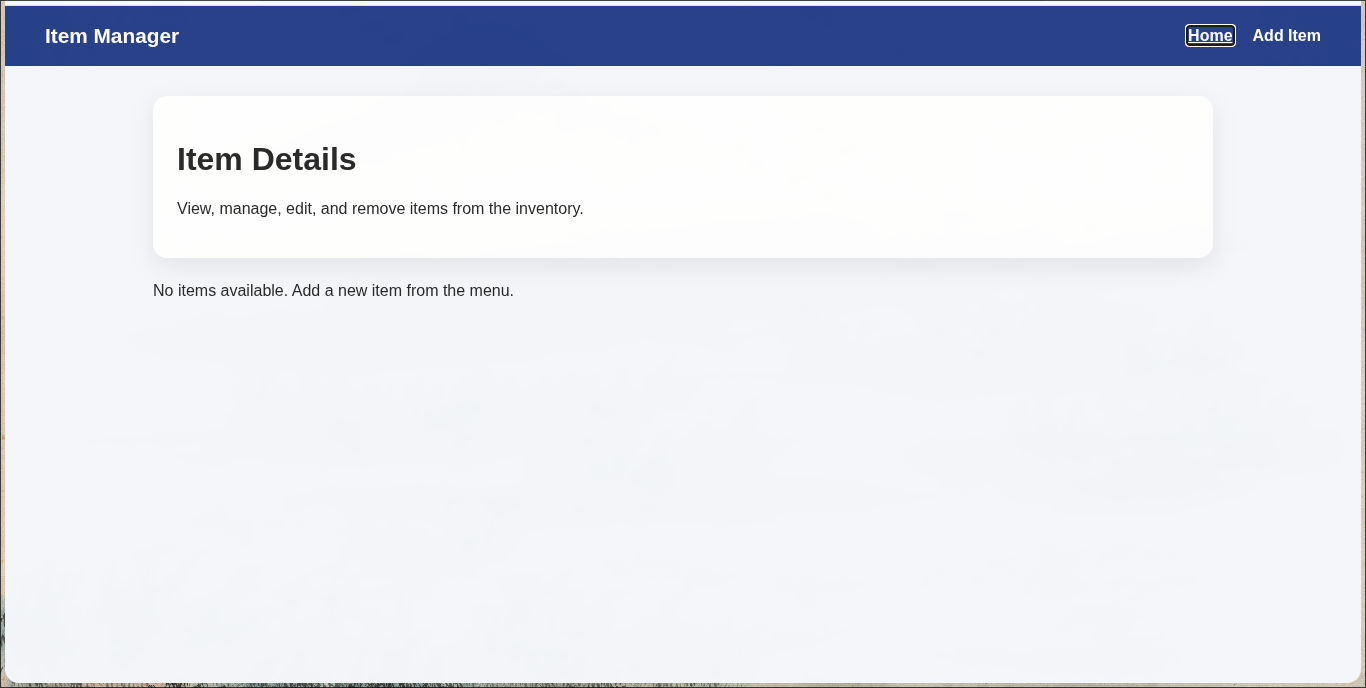 Item Manager
Home
Add Item
Item Details
View, manage, edit, and remove items from the inventory.
No items available. Add a new item from the menu.